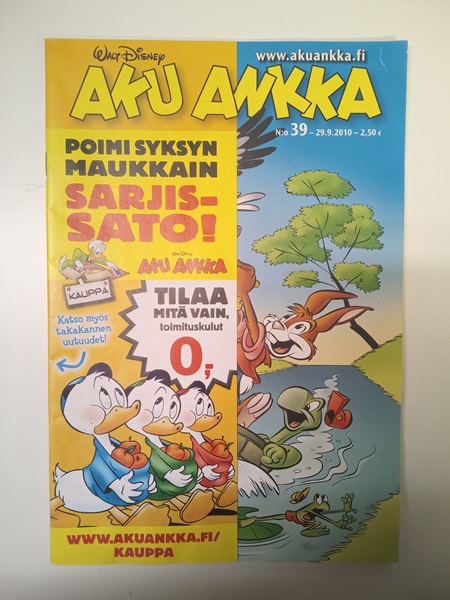 WALT DISNEY
www.akuankka.fi
AKU ANKKA
N:o 39 – 29.9.2010 – 2,50 €
POIMI SYKSYN
MAUKKAIN
SARJIS-
SATO!
WALT DISNEY
AKU ANKKA
KAUPPA
Katso myös
takakannen
uutuudet!
TILAA
MITÄ VAIN,
toimituskulut
0,-
WWW.AKUANKKA.FI/
KAUPPA